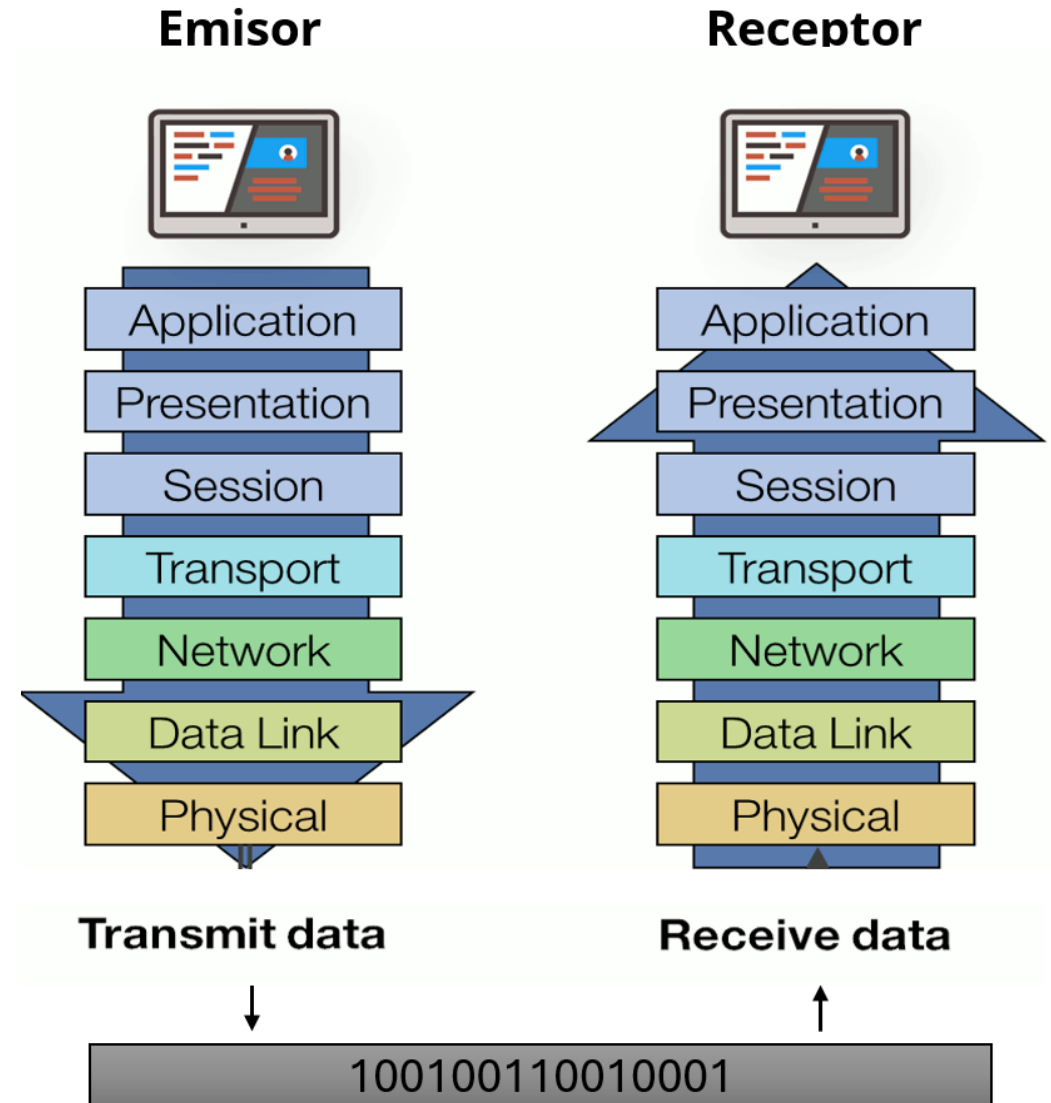 Emisor
Receptor
Application
Presentation
Session
Transport
Network
Data Link
Physical
Transmit data
Application
Presentation
Session
Transport
Network
Data Link
Physical
Receive data
100100110010001